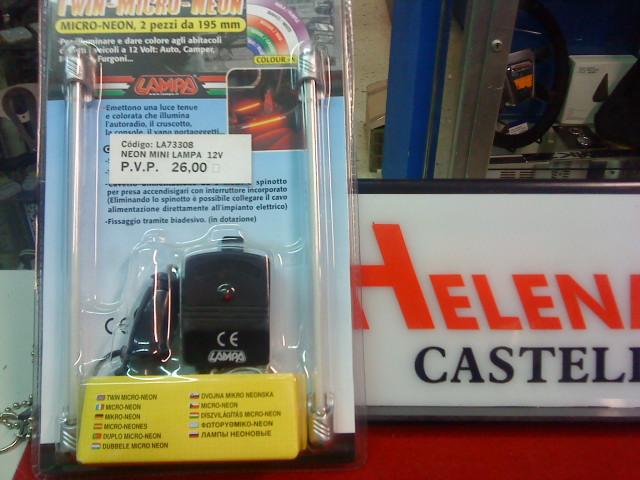 TWIN-MICRO-NEON
MICRO-NEON, 2 pezzi da 195 mm
Per illuminare e dare colore agli abitacoli
veicoli a 12 Volt: Auto, Camper,
Furgoni...
COLOUR
LAMPA
-Emettono una luce tenue
e colorata che illumina
l'autoradio, il cruscotto,
la console, il vano portaoggetti...
Código: LA73308
NEON MINI LAMPA 12V
P.V.P. 26,00
spinotto
per presa accendisigari con interruttore incorporato
(Eliminando lo spinotto è possibile collegare il cavo
alimentazione direttamente all'impianto elettrico)
-Fissaggio tramite biadesivo. (in dotazione)
CE
CE
LAMPA
TWIN MICRO-NEON
MICRO-NEON
MIKRO-NEON
MICRO-NEONES
DUPLO MICRO-NEON
DUBBELE MICRO NEON
DVOJNA MIKRO NEONSKA
MICRO-NEON
DÍSZVILÁGÍTÁS MICRO-NEON
ΦΩΤΟΡΥΘΜΙΚΟ-NEON
ЛАМПЫ НЕОНОВЫЕ
HELENA
CASTELL